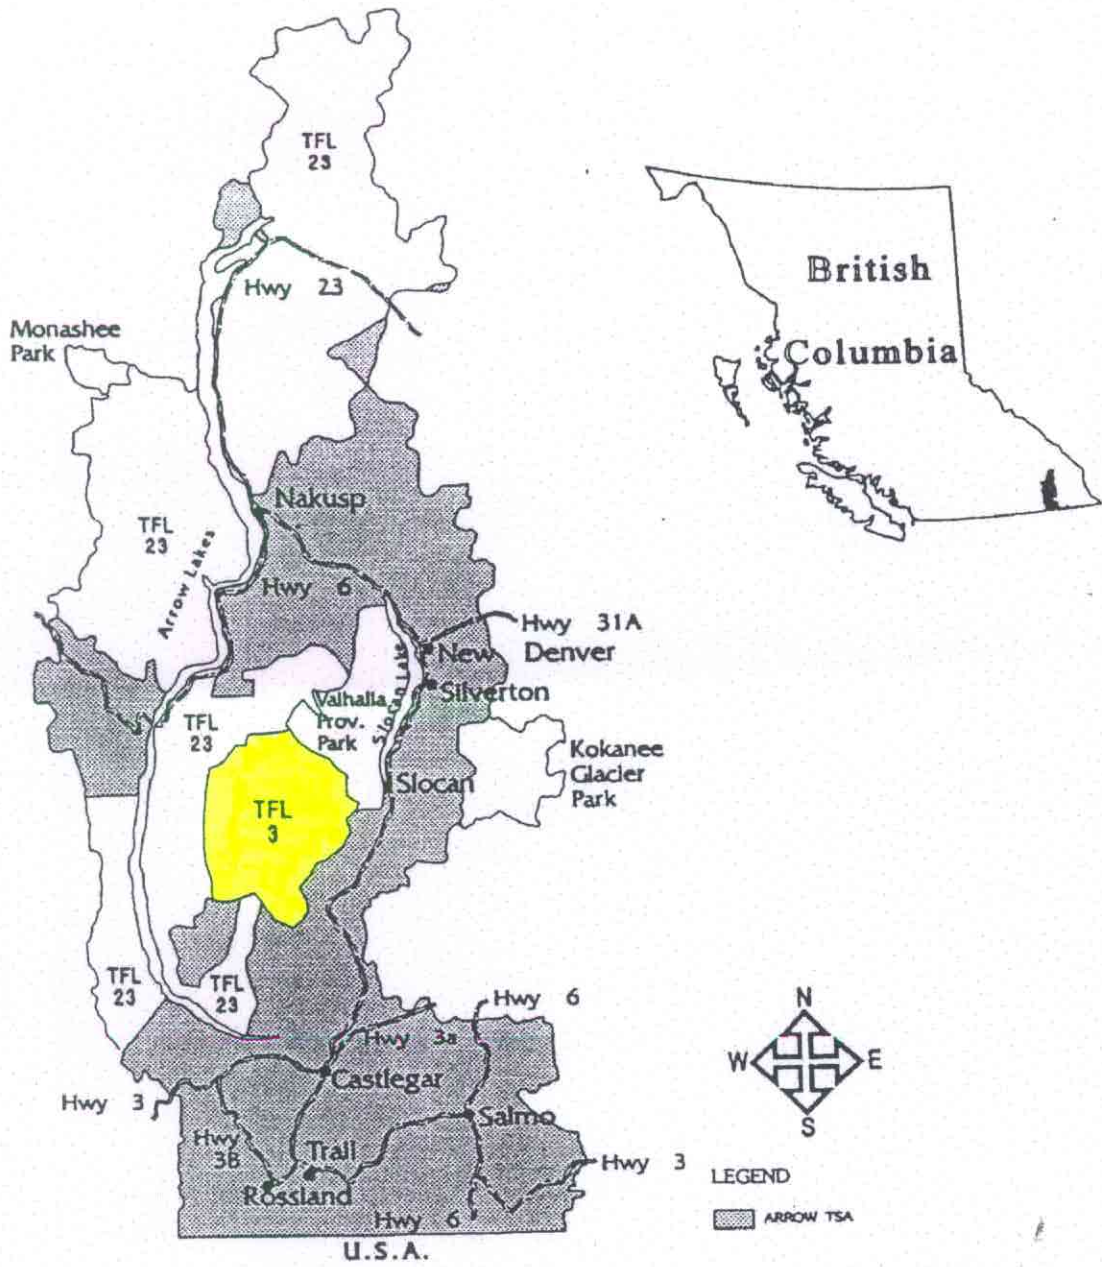 TFL
23
British
Columbia
Hwy 23
Monashee
Park
Nakusp
TFL
23
Arrow Lakes
Hwy 6
Hwy 31A
New Denver
Slocan Lake
Silverton
Valhalla
Prov.
Park
TFL
23
Kokanee
Glacier
Park
Slocan
TFL
3
TFL
23
TFL
23
Hwy 6
N
W
E
S
Hwy 3a
Castlegar
Hwy 3
Salmo
Hwy
3B
Trail
Hwy 3
Rossland
Hwy 6
LEGEND
ARROW TSA
U.S.A.